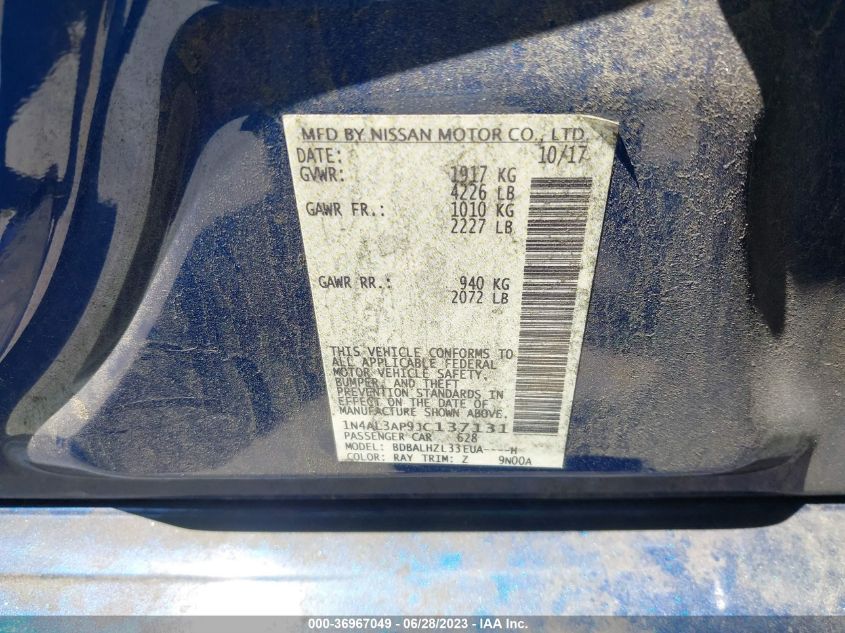 MFD BY NISSAN MOTOR CO., LTD
DATE: 10/17
GVWR: 1917 KG
4226 LB
GAWR FR.: 1010 KG
2227 LB
GAWR RR.: 940 KG
2072 LB
THIS VEHICLE CONFORMS TO
ALL APPLICABLE FEDERAL
MOTOR VEHICLE SAFETY,
BUMPER, AND THEFT
PREVENTION STANDARDS IN
EFFECT ON THE DATE OF
MANUFACTURE SHOWN ABOVE.
1N4AL3AP9JC137131
PASSENGER CAR 628
MODEL: BDBALHZL33EUA----H
COLOR: RAY TRIM: Z 9N00A
000-36967049 - 06/28/2023 - © Copyright 2023 - IAA, Inc.